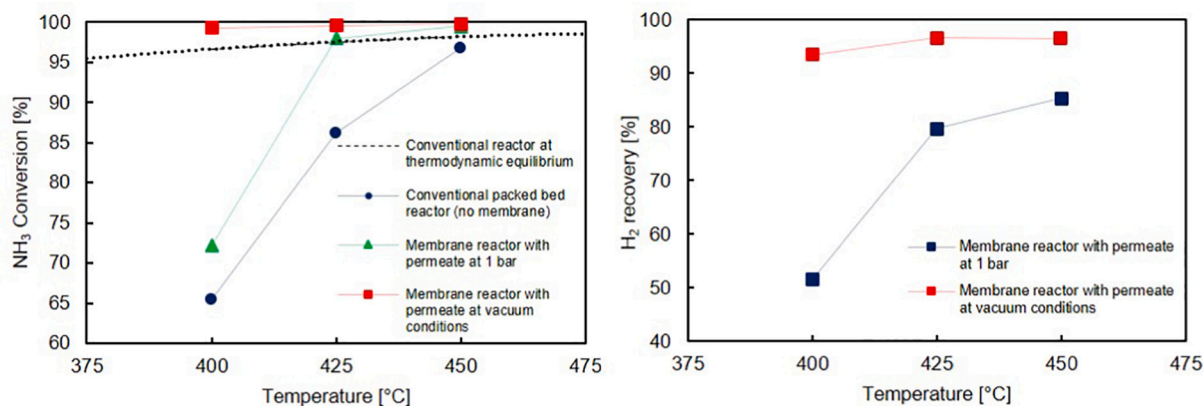 NH₃ Conversion [%]
100
95
90
85
80
75
70
65
60
375
400
425
450
475
Temperature [°C]
Conventional reactor at
thermodynamic equilibrium
Conventional packed bed
reactor (no membrane)
Membrane reactor with
permeate at 1 bar
Membrane reactor with
permeate at vacuum conditions
H₂ recovery [%]
100
90
80
70
60
50
40
375
400
425
450
475
Temperature [°C]
Membrane reactor with permeate
at 1 bar
Membrane reactor with permeate
at vacuum conditions